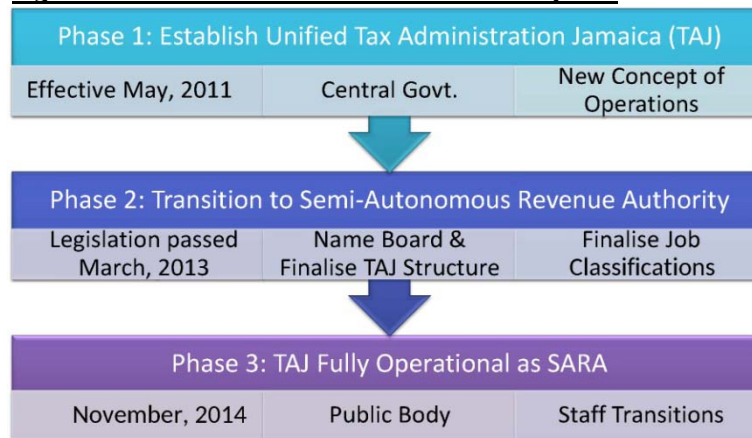 Phase 1: Establish Unified Tax Administration Jamaica (TAJ)
Effective May, 2011
Central Govt.
New Concept of
Operations
Phase 2: Transition to Semi-Autonomous Revenue Authority
Legislation passed
March, 2013
Name Board &
Finalise TAJ Structure
Finalise Job
Classifications
Phase 3: TAJ Fully Operational as SARA
November, 2014
Public Body
Staff Transitions